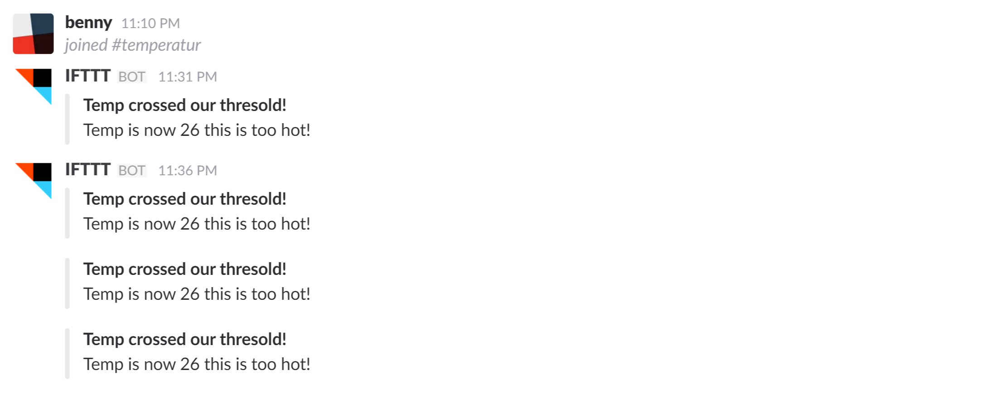 benny 11:10 PM
joined #temperatur
IFTTT BOT 11:31 PM
Temp crossed our thresold!
Temp is now 26 this is too hot!
IFTTT BOT 11:36 PM
Temp crossed our thresold!
Temp is now 26 this is too hot!
Temp crossed our thresold!
Temp is now 26 this is too hot!
Temp crossed our thresold!
Temp is now 26 this is too hot!